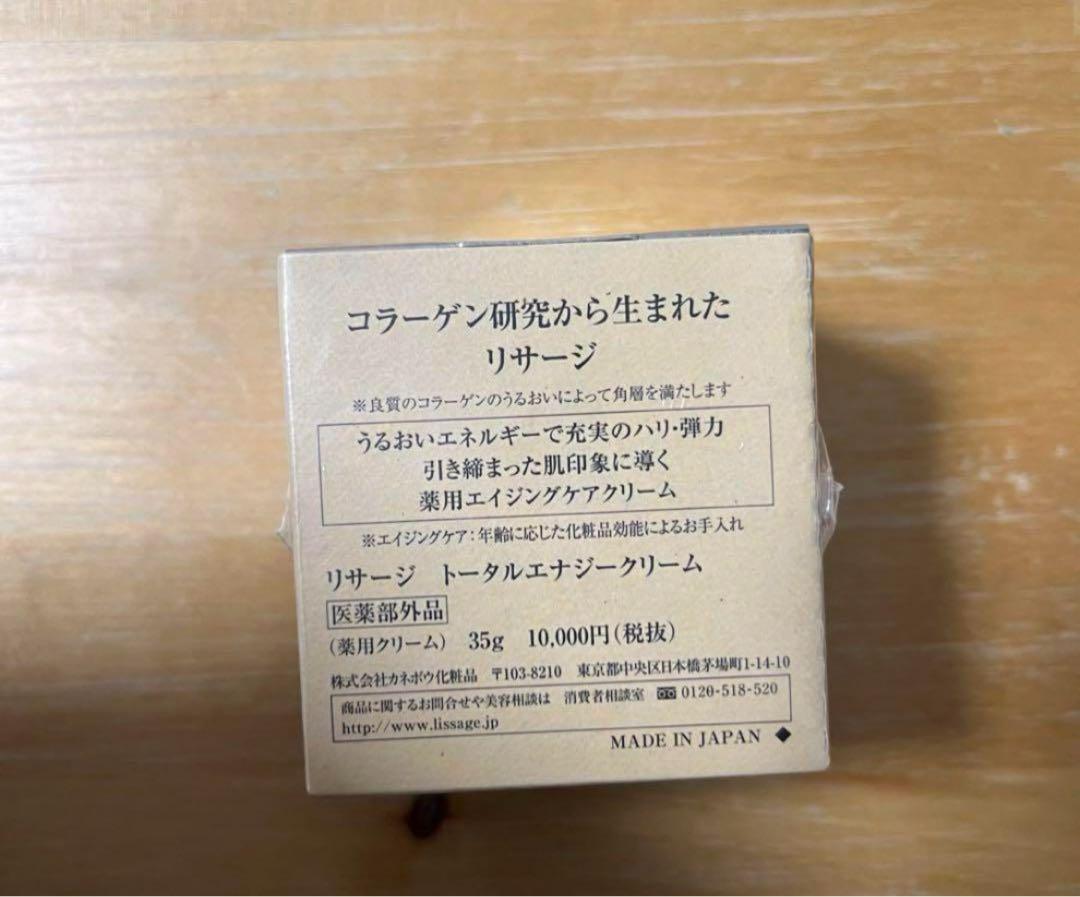 コラーゲン研究から生まれた
リサージ
※良質のコラーゲンのうるおいによって角層を満たします
うるおいエネルギーで充実のハリ・弾力
引き締まった肌印象に導く
薬用エイジングケアクリーム
※エイジングケア:年齢に応じた化粧品効能によるお手入れ
リサージ トータルエナジークリーム
医薬部外品
(薬用クリーム) 35g 10,000円(税抜)
株式会社カネボウ化粧品 〒103-8210 東京都中央区日本橋茅場町1-14-10
商品に関するお問合せや美容相談は 消費者相談室 0120-518-520
http://www.lissage.jp
MADE IN JAPAN ◆